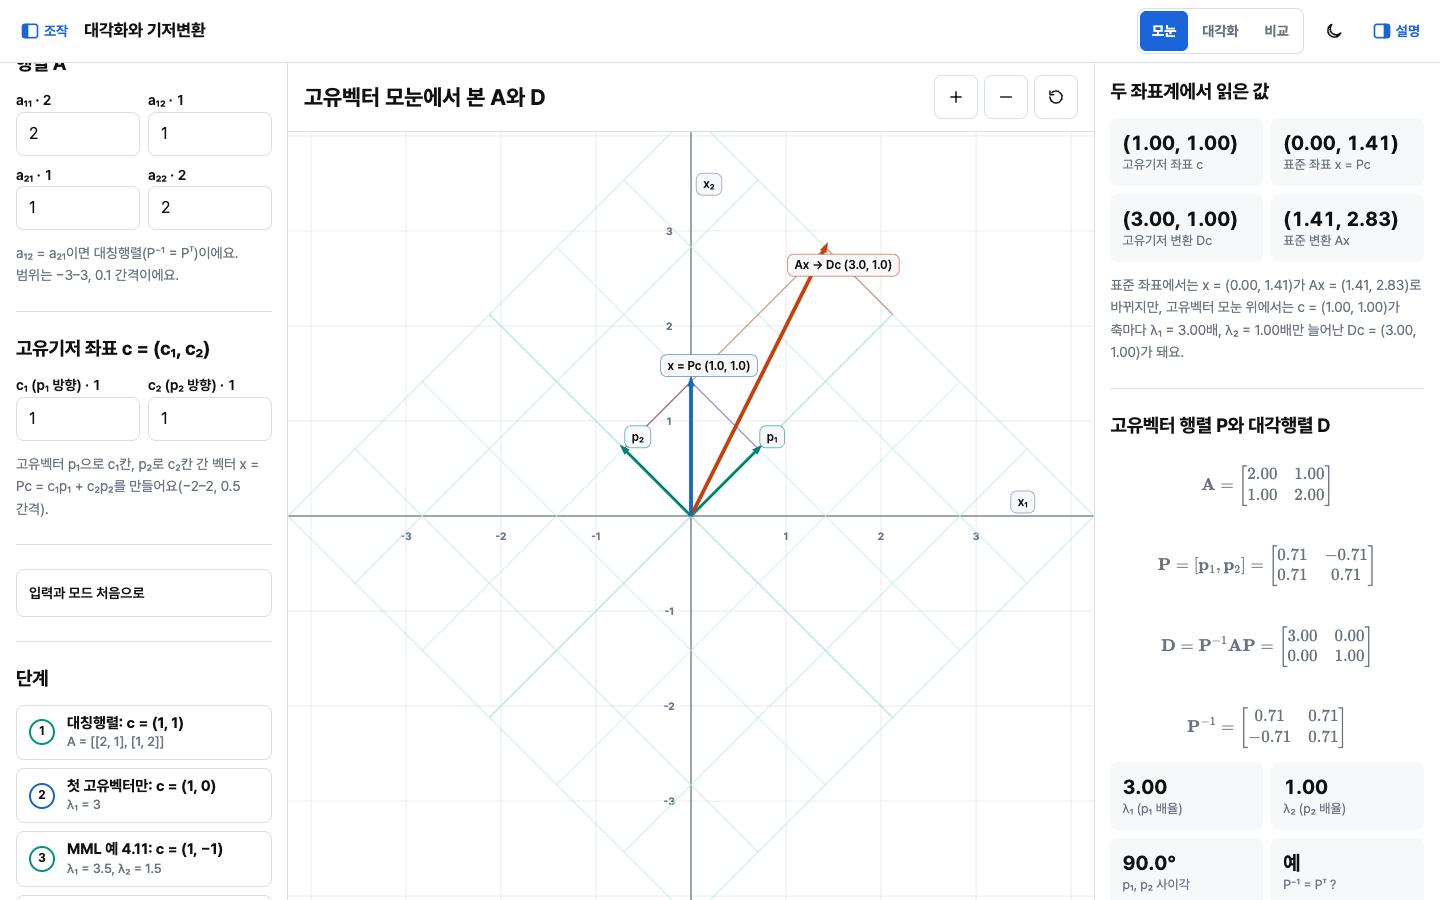 조작
대각화와 기저변환
모눈
대각화
비교
설명
행렬 A
a₁₁ · 2
a₁₂ · 1
2
1
a₂₁ · 1
a₂₂ · 2
1
2
a₁₂ = a₂₁이면 대칭행렬(P⁻¹ = Pᵀ)이에요.
범위는 −3–3, 0.1 간격이에요.
고유기저 좌표 c = (c₁, c₂)
c₁ (p₁ 방향) · 1
c₂ (p₂ 방향) · 1
1
1
고유벡터 p₁으로 c₁칸, p₂로 c₂칸 간 벡터 x =
Pc = c₁p₁ + c₂p₂를 만들어요(−2–2, 0.5
간격).
입력과 모드 처음으로
단계
1
대칭행렬: c = (1, 1)
A = [[2, 1], [1, 2]]
2
첫 고유벡터만: c = (1, 0)
λ₁ = 3
3
MML 예 4.11: c = (1, −1)
λ₁ = 3.5, λ₂ = 1.5
고유벡터 모눈에서 본 A와 D
+
−
x₂
3
Ax → Dc (3.0, 1.0)
2
x = Pc (1.0, 1.0)
1
p₂
p₁
x₁
-3
-2
-1
1
2
3
-1
-2
-3
두 좌표계에서 읽은 값
(1.00, 1.00)
고유기저 좌표 c
(0.00, 1.41)
표준 좌표 x = Pc
(3.00, 1.00)
고유기저 변환 Dc
(1.41, 2.83)
표준 변환 Ax
표준 좌표에서는 x = (0.00, 1.41)가 Ax = (1.41, 2.83)로
바뀌지만, 고유벡터 모눈 위에서는 c = (1.00, 1.00)가
축마다 λ₁ = 3.00배, λ₂ = 1.00배만 늘어난 Dc = (3.00,
1.00)가 돼요.
고유벡터 행렬 P와 대각행렬 D
A = [2.00 1.00
1.00 2.00]
P = [p₁, p₂] = [0.71 −0.71
0.71 0.71]
D = P⁻¹AP = [3.00 0.00
0.00 1.00]
P⁻¹ = [0.71 0.71
−0.71 0.71]
3.00
λ₁ (p₁ 배율)
1.00
λ₂ (p₂ 배율)
90.0°
p₁, p₂ 사이각
예
P⁻¹ = Pᵀ ?